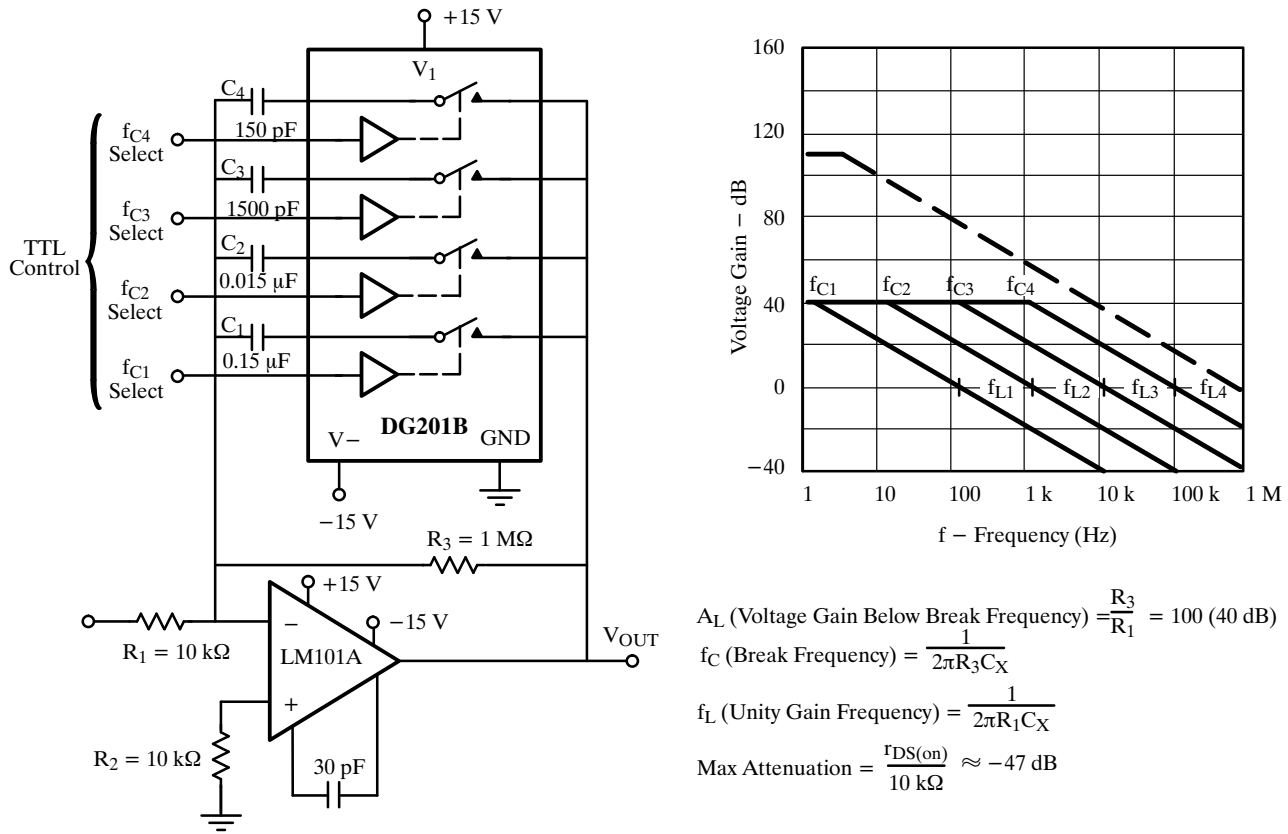 +15 V
V1
C4
150 pF
fC4
Select
C3
1500 pF
fC3
Select
TTL
Control
C2
0.015 µF
fC2
Select
C1
0.15 µF
fC1
Select
DG201B
V−
GND
−15 V
R3 = 1 MΩ
+15 V
−15 V
−
LM101A
+
R1 = 10 kΩ
R2 = 10 kΩ
30 pF
VOUT
160
120
80
40
0
−40
Voltage Gain − dB
fC1 fC2 fC3 fC4
fL1 fL2 fL3 fL4
1 10 100 1 k 10 k 100 k 1 M
f − Frequency (Hz)
AL (Voltage Gain Below Break Frequency) = R3/R1 = 100 (40 dB)
fC (Break Frequency) = 1/2πR3CX
fL (Unity Gain Frequency) = 1/2πR1CX
Max Attenuation = rDS(on)/10 kΩ ≈ −47 dB